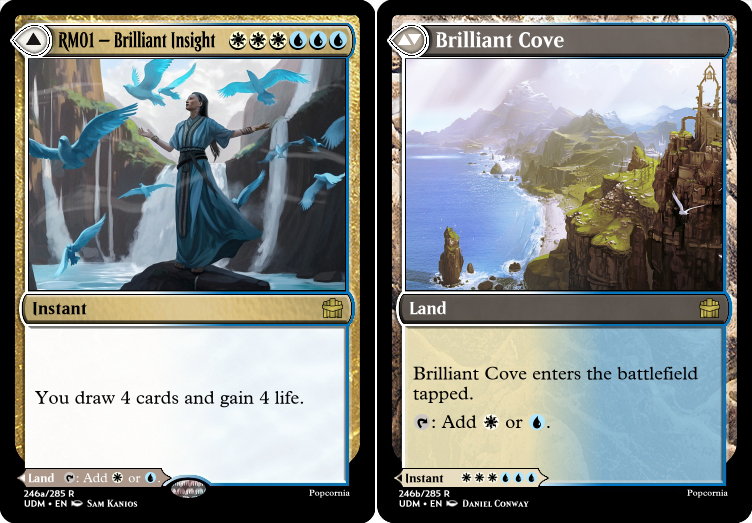 RM01 – Brilliant Insight
Instant
You draw 4 cards and gain 4 life.
Land : Add or .
246a/285 R
UDM • EN SAM KANIOS
Popcornia
Brilliant Cove
Land
Brilliant Cove enters the battlefield
tapped.
: Add or .
Instant
246b/285 R
UDM • EN DANIEL CONWAY
Popcornia